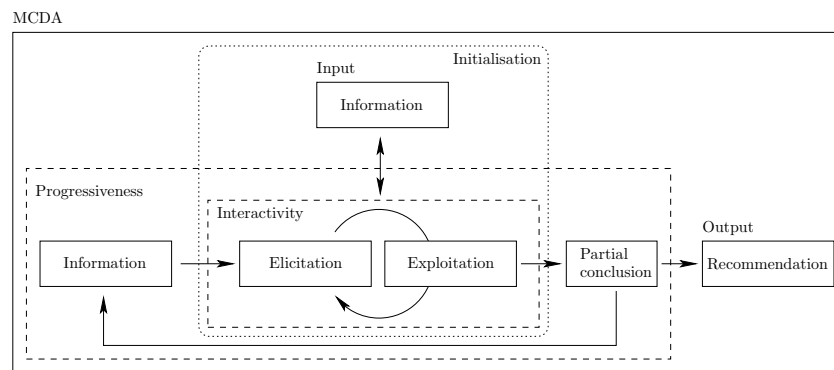 MCDA
Initialisation
Input
Information
Progressiveness
Interactivity
Output
Information
Elicitation
Exploitation
Partial
conclusion
Recommendation